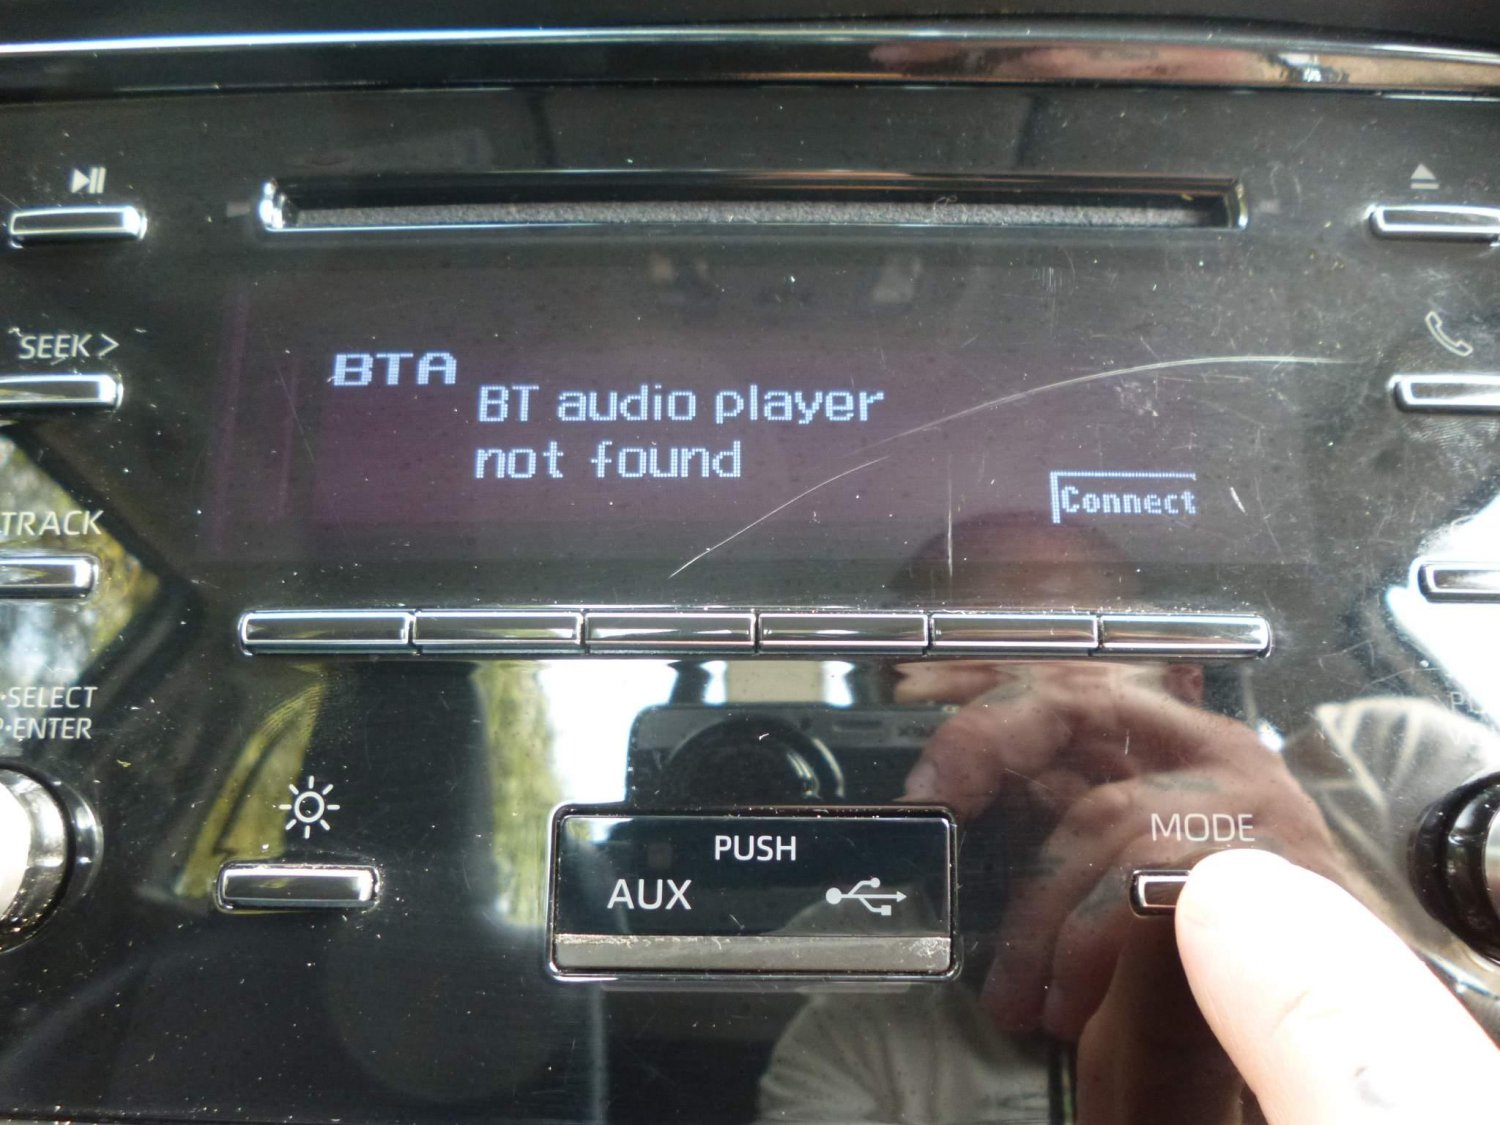 SEEK >
BTA
BT audio player
not found
Connect
TRACK
·SELECT
·ENTER
MODE
PUSH
AUX